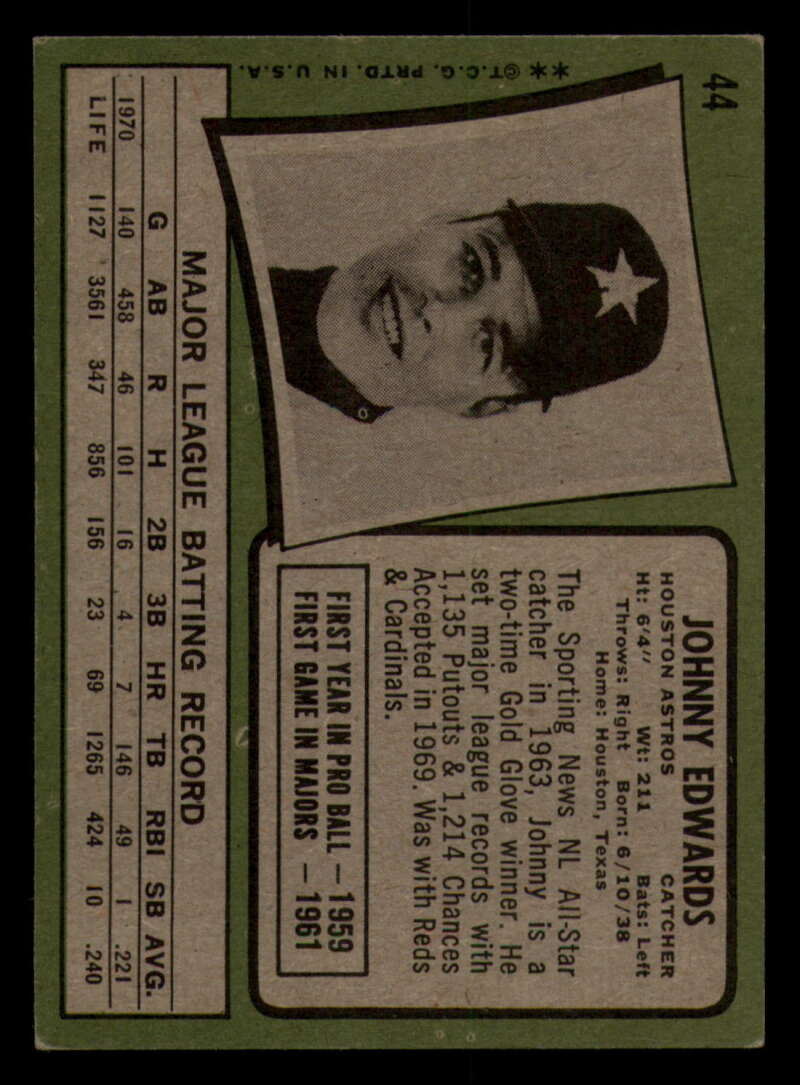 44
**©T.C.G. PRTD. IN U.S.A.
JOHNNY EDWARDS
HOUSTON ASTROS CATCHER
Ht: 6'4" Wt: 211 Bats: Left
Throws: Right Born: 6/10/38
Home: Houston, Texas
The Sporting News NL All-Star
catcher in 1963, Johnny is a
two-time Gold Glove winner. He
set major league records with
1,135 Putouts & 1,214 Chances
Accepted in 1969. Was with Reds
& Cardinals.
FIRST YEAR IN PRO BALL — 1959
FIRST GAME IN MAJORS — 1961
MAJOR LEAGUE BATTING RECORD
G AB R H 2B 3B HR TB RBI SB AVG.
1970 140 458 46 101 16 4 7 146 49 1 .221
LIFE 1127 3561 347 856 156 23 69 1265 424 10 .240